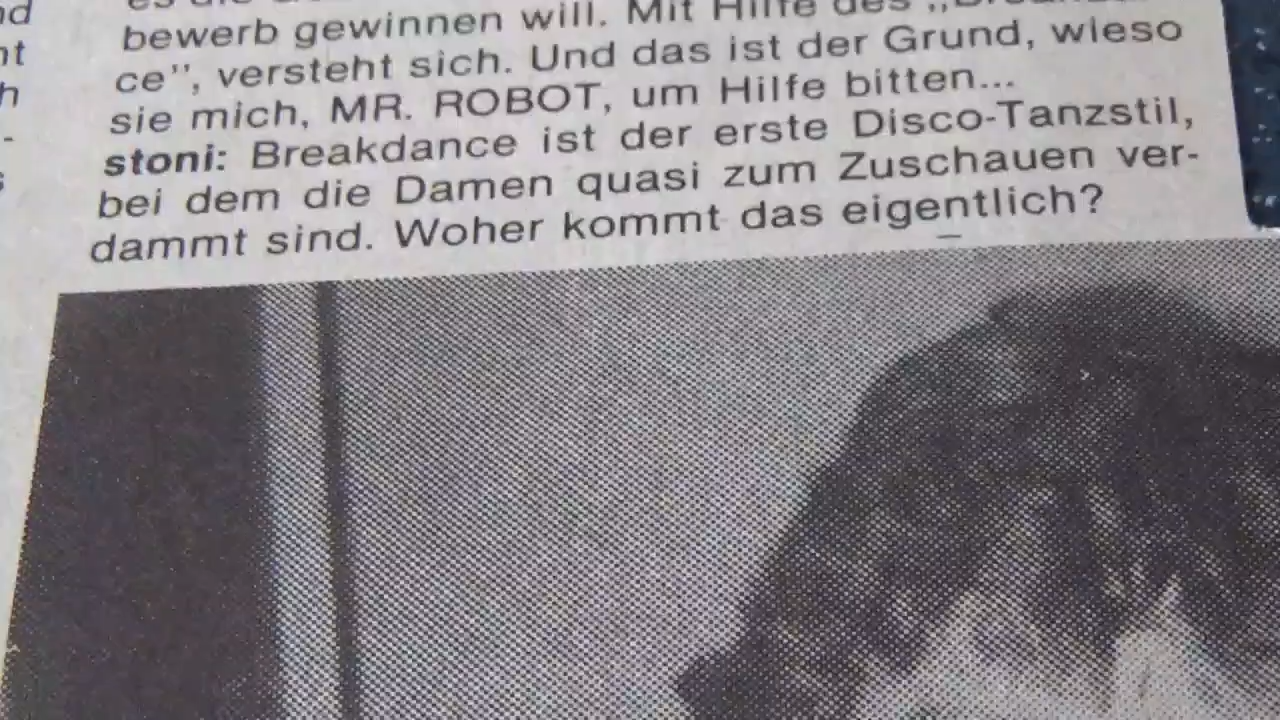 nd
bewerb gewinnen will. Mit Hilfe des
nt
ce", versteht sich. Und das ist der Grund, wieso
h
sie mich, MR. ROBOT, um Hilfe bitten...
-
stoni: Breakdance ist der erste Disco-Tanzstil,
bei dem die Damen quasi zum Zuschauen ver-
dammt sind. Woher kommt das eigentlich?